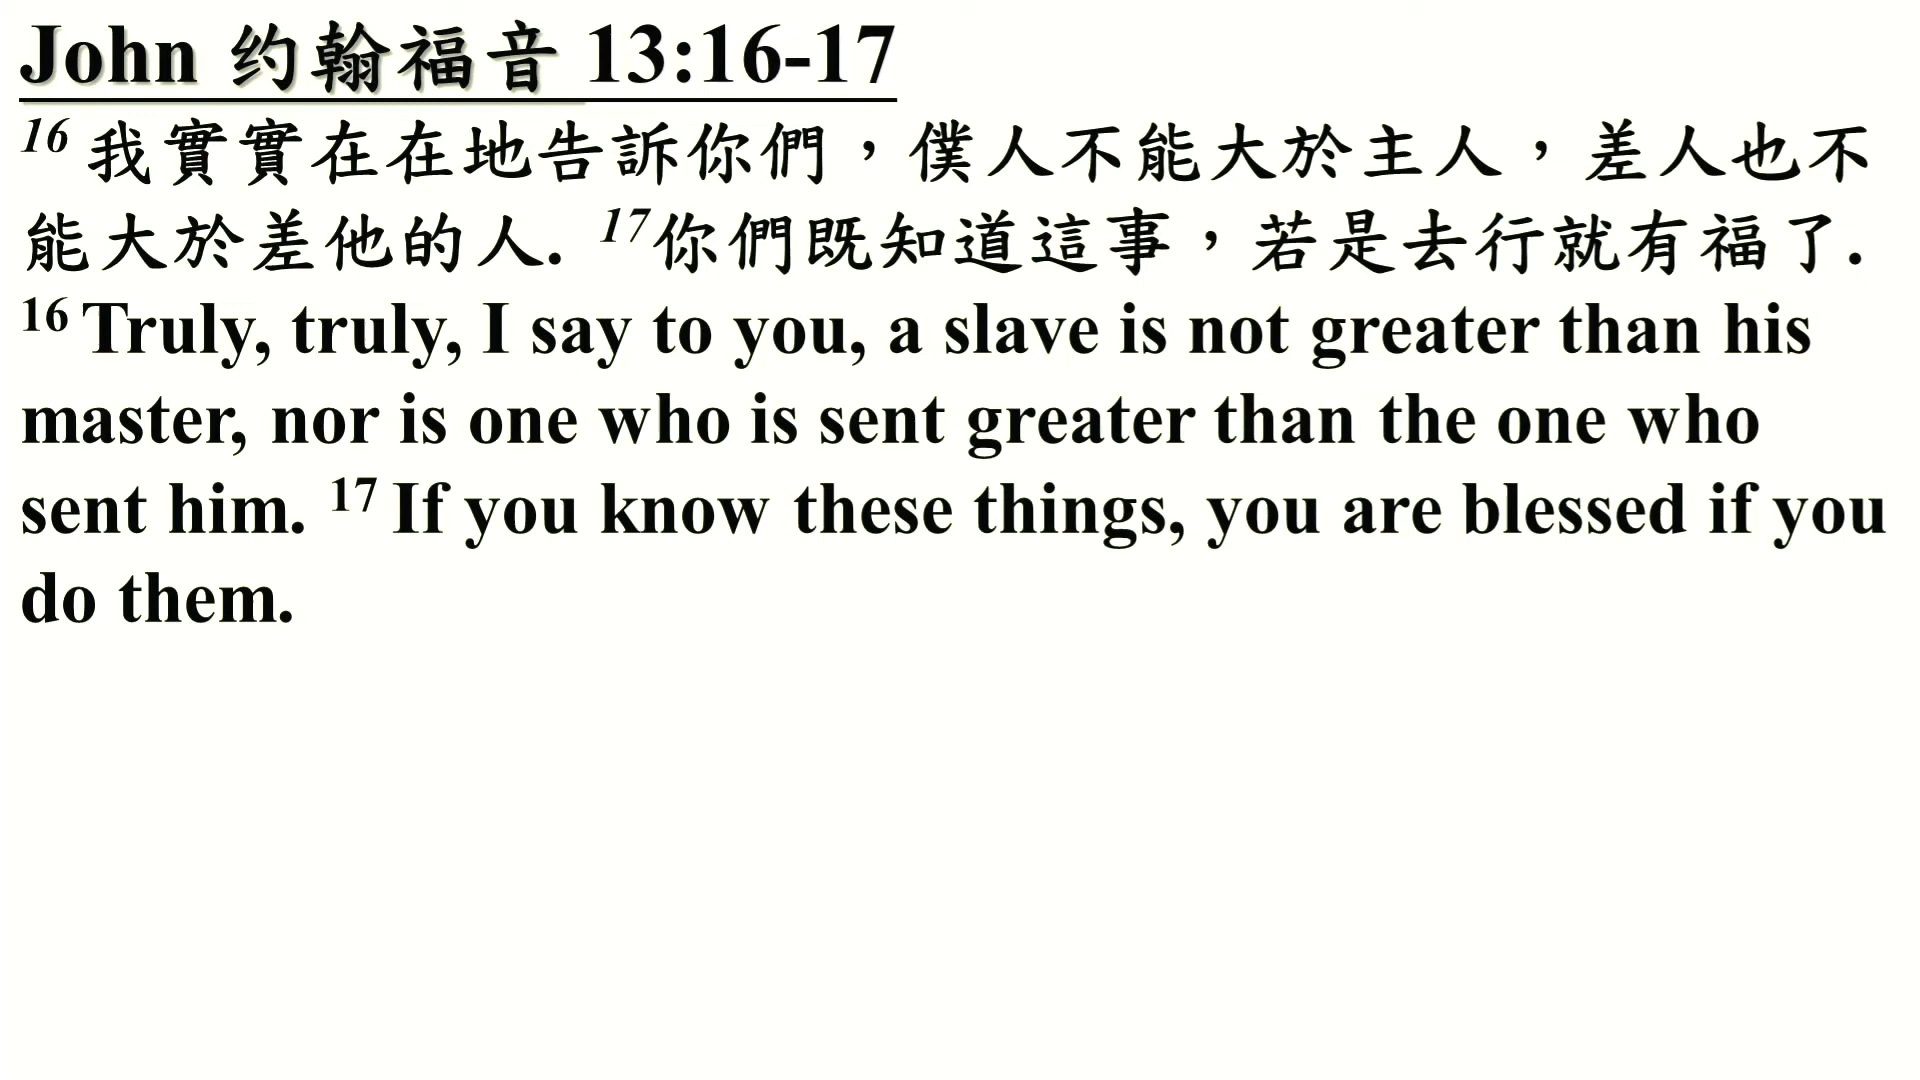 John 约翰福音 13:16-17
16 我實實在在地告訴你們，僕人不能大於主人，差人也不
能大於差他的人. 17你們既知道這事，若是去行就有福了.
16 Truly, truly, I say to you, a slave is not greater than his
master, nor is one who is sent greater than the one who
sent him. 17 If you know these things, you are blessed if you
do them.